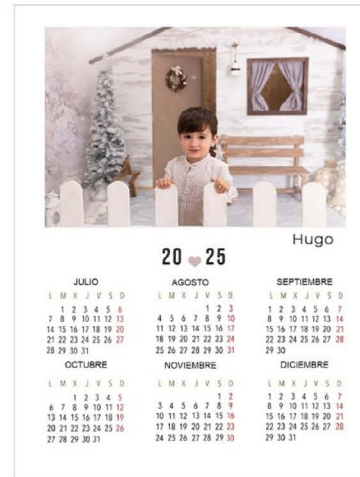 Hugo
20 25
JULIO
L M X J V S D
1 2 3 4 5 6
7 8 9 10 11 12 13
14 15 16 17 18 19 20
21 22 23 24 25 26 27
28 29 30 31
AGOSTO
L M X J V S D
1 2 3
4 5 6 7 8 9 10
11 12 13 14 15 16 17
18 19 20 21 22 23 24
25 26 27 28 29 30 31
SEPTIEMBRE
L M X J V S D
1 2 3 4 5 6 7
8 9 10 11 12 13 14
15 16 17 18 19 20 21
22 23 24 25 26 27 28
29 30
OCTUBRE
L M X J V S D
1 2 3 4 5
6 7 8 9 10 11 12
13 14 15 16 17 18 19
20 21 22 23 24 25 26
27 28 29 30 31
NOVIEMBRE
L M X J V S D
1 2
3 4 5 6 7 8 9
10 11 12 13 14 15 16
17 18 19 20 21 22 23
24 25 26 27 28 29 30
DICIEMBRE
L M X J V S D
1 2 3 4 5 6 7
8 9 10 11 12 13 14
15 16 17 18 19 20 21
22 23 24 25 26 27 28
29 30 31